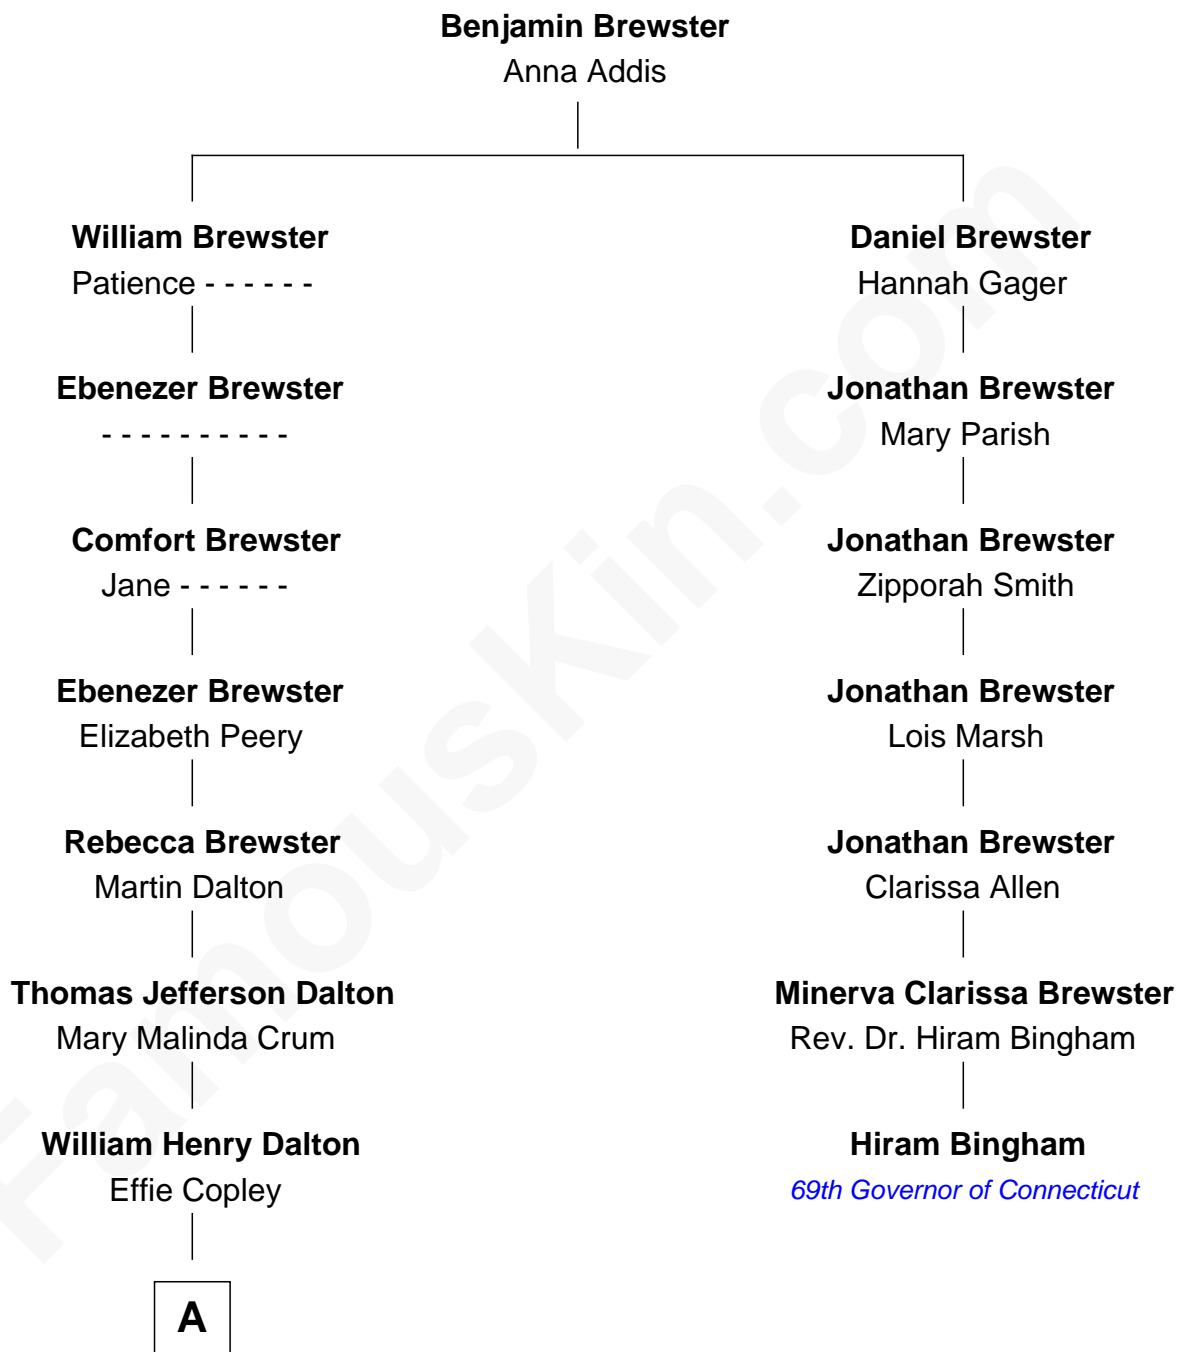 Benjamin Brewster
Anna Addis
William Brewster
Patience - - - - - -
Daniel Brewster
Hannah Gager
Ebenezer Brewster
- - - - - - - - - -
Jonathan Brewster
Mary Parish
Comfort Brewster
Jane - - - - - -
Jonathan Brewster
Zipporah Smith
Ebenezer Brewster
Elizabeth Peery
Jonathan Brewster
Lois Marsh
Rebecca Brewster
Martin Dalton
Jonathan Brewster
Clarissa Allen
Thomas Jefferson Dalton
Mary Malinda Crum
Minerva Clarissa Brewster
Rev. Dr. Hiram Bingham
William Henry Dalton
Effie Copley
Hiram Bingham
69th Governor of Connecticut
A
FamousKin.com